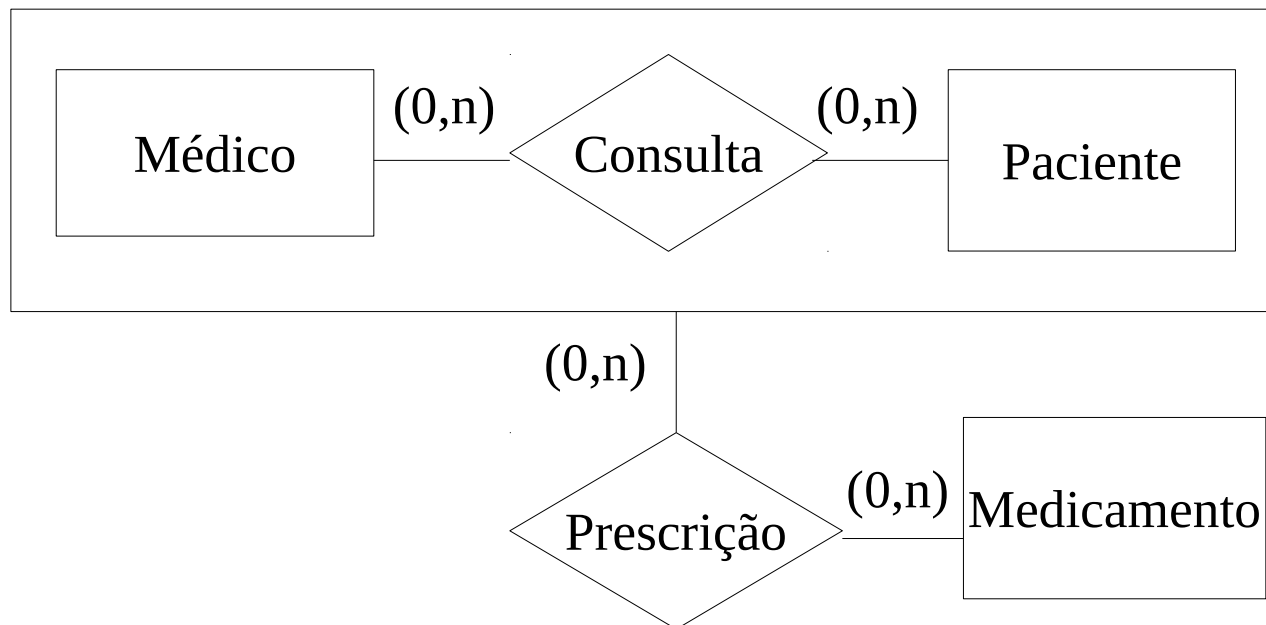 (0,n)
(0,n)
Médico
Consulta
Paciente
(0,n)
(0,n)
Medicamento
Prescrição